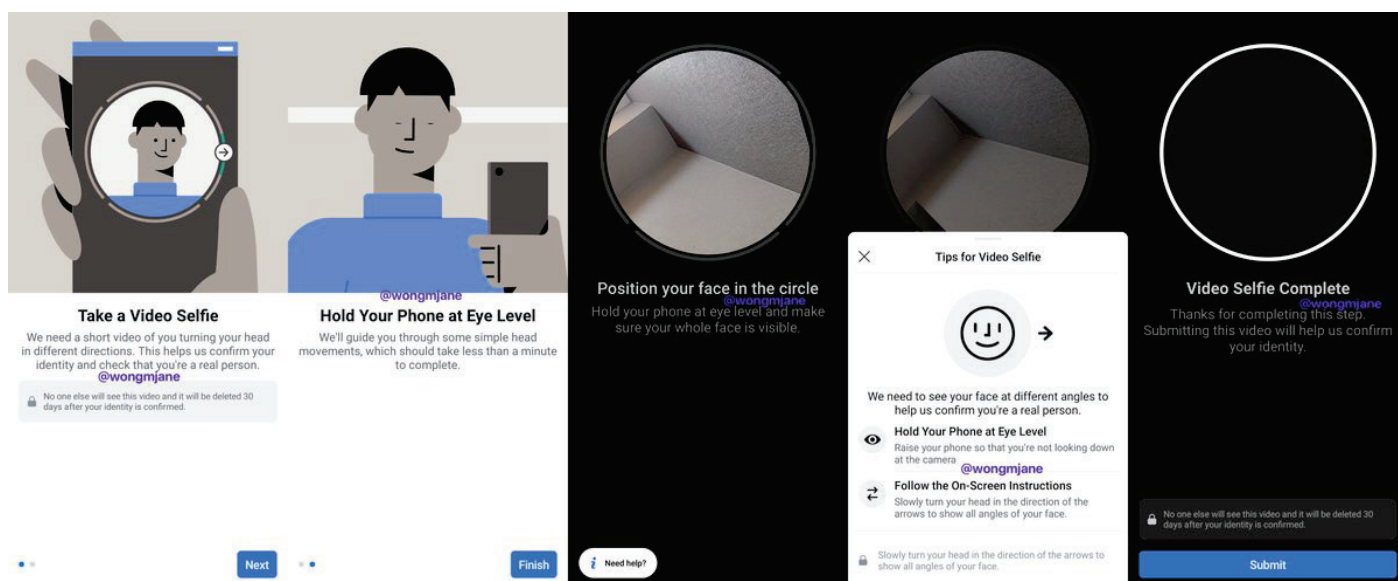 @wongmjane
Take a Video Selfie
We need a short video of you turning your head
in different directions. This helps us confirm your
identity and check that you're a real person.
@wongmjane
No one else will see this video and it will be deleted 30
days after your identity is confirmed.
Next
Hold Your Phone at Eye Level
We'll guide you through some simple head
movements, which should take less than a minute
to complete.
Finish
Position your face in the circle
@wongmjane
Hold your phone at eye level and make
sure your whole face is visible.
Need help?
Tips for Video Selfie
We need to see your face at different angles to
help us confirm you're a real person.
Hold Your Phone at Eye Level
Raise your phone so that you're not looking down
at the camera
@wongmjane
Follow the On-Screen Instructions
Slowly turn your head in the direction of the
arrows to show all angles of your face.
Slowly turn your head in the direction of the arrows to
show all angles of your face.
Video Selfie Complete
@wongmjane
Thanks for completing this step.
Submitting this video will help us confirm
your identity.
No one else will see this video and it will be deleted 30
days after your identity is confirmed.
Submit